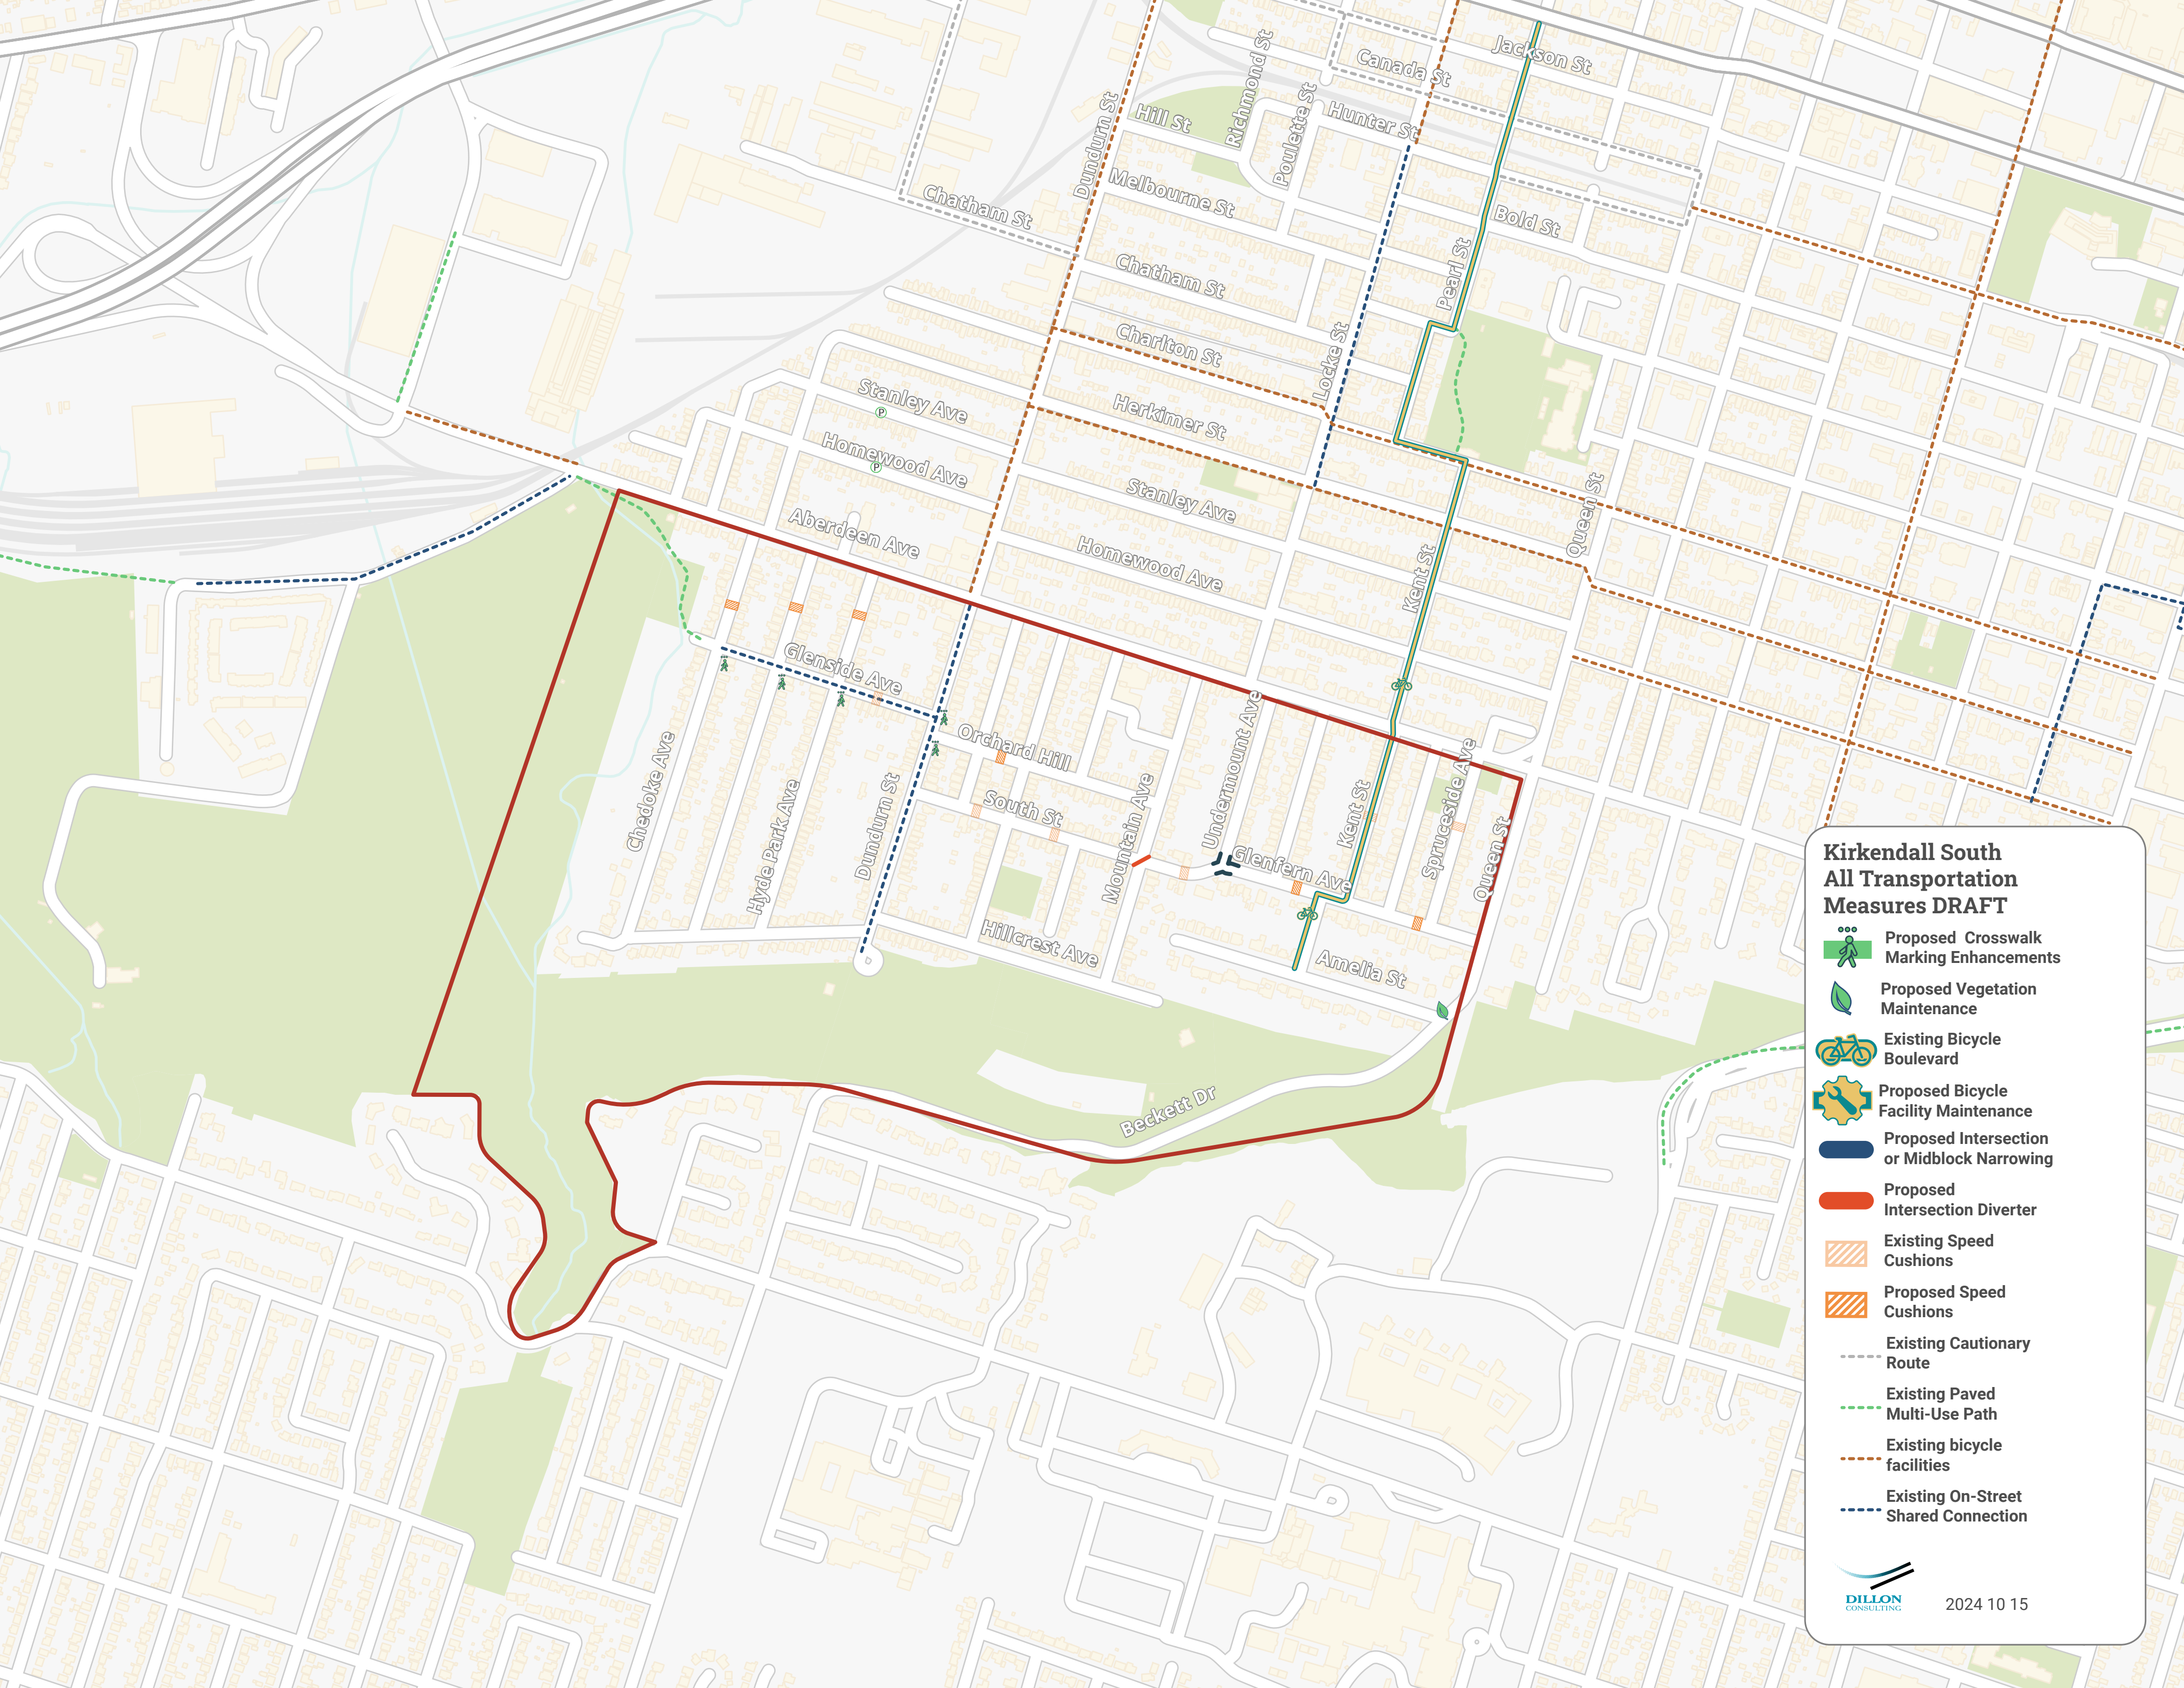 Jackson St
Canada St
Richmond St
Poulette St
Hunter St
Hill St
Dundurn St
Melbourne St
Chatham St
Bold St
Pearl St
Chatham St
Charlton St
Locke St
Stanley Ave
P
Herkimer St
Homewood Ave
P
Stanley Ave
Queen St
Aberdeen Ave
Homewood Ave
Kent St
Glenside Ave
Orchard Hill
Undermount Ave
Chedoke Ave
Hyde Park Ave
Dundurn St
South St
Mountain Ave
Kent St
Spruceside Ave
Queen St
Glenfern Ave
Hillcrest Ave
Amelia St
Beckett Dr
Kirkendall South
All Transportation
Measures DRAFT
Proposed Crosswalk
Marking Enhancements
Proposed Vegetation
Maintenance
Existing Bicycle
Boulevard
Proposed Bicycle
Facility Maintenance
Proposed Intersection
or Midblock Narrowing
Proposed
Intersection Diverter
Existing Speed
Cushions
Proposed Speed
Cushions
Existing Cautionary
Route
Existing Paved
Multi-Use Path
Existing bicycle
facilities
Existing On-Street
Shared Connection
DILLON
CONSULTING
2024 10 15